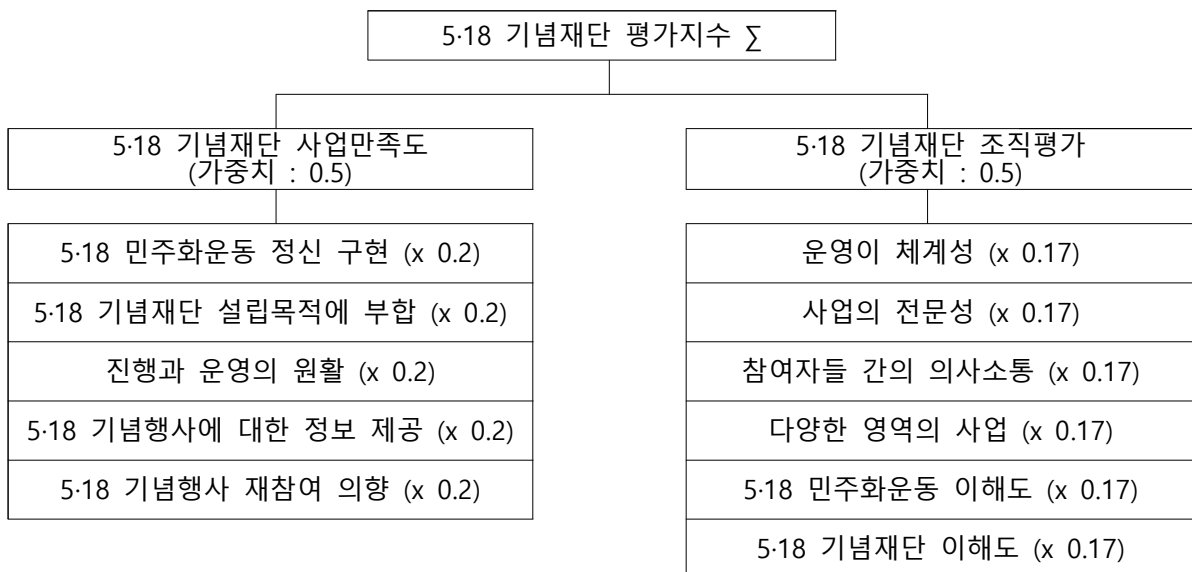 5·18 기념재단 평가지수 ∑
5·18 기념재단 사업만족도
(가중치 : 0.5)
5·18 민주화운동 정신 구현 (x 0.2)
5·18 기념재단 설립목적에 부합 (x 0.2)
진행과 운영의 원활 (x 0.2)
5·18 기념행사에 대한 정보 제공 (x 0.2)
5·18 기념행사 재참여 의향 (x 0.2)
5·18 기념재단 조직평가
(가중치 : 0.5)
운영이 체계성 (x 0.17)
사업의 전문성 (x 0.17)
참여자들 간의 의사소통 (x 0.17)
다양한 영역의 사업 (x 0.17)
5·18 민주화운동 이해도 (x 0.17)
5·18 기념재단 이해도 (x 0.17)